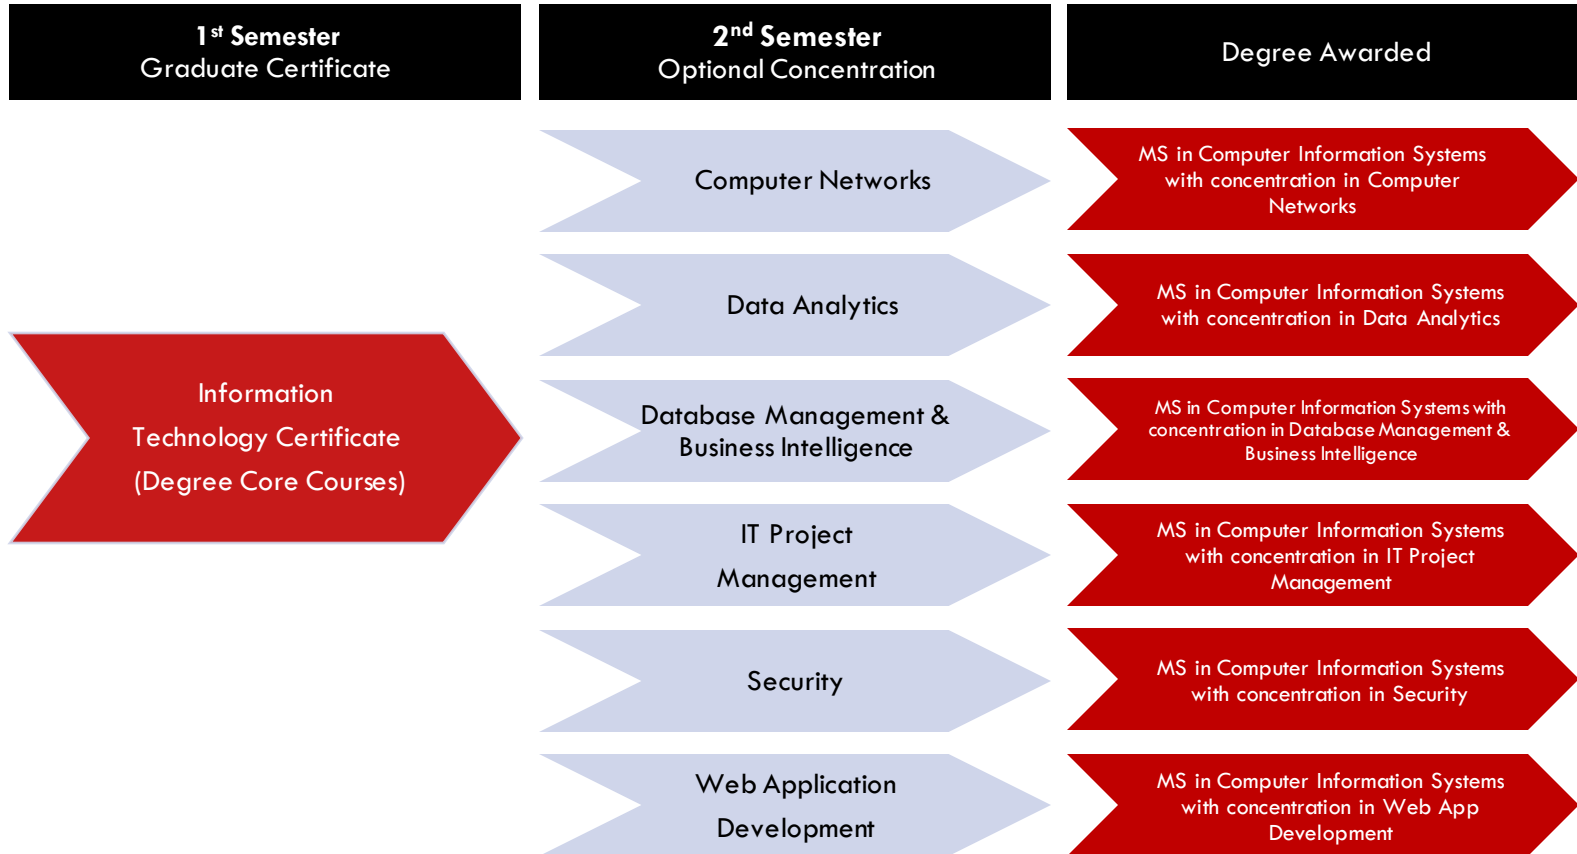 1st Semester
Graduate Certificate
2nd Semester
Optional Concentration
Degree Awarded
Information
Technology Certificate
(Degree Core Courses)
Computer Networks
MS in Computer Information Systems
with concentration in Computer
Networks
Data Analytics
MS in Computer Information Systems
with concentration in Data Analytics
Database Management &
Business Intelligence
MS in Computer Information Systems with
concentration in Database Management &
Business Intelligence
IT Project
Management
MS in Computer Information Systems
with concentration in IT Project
Management
Security
MS in Computer Information Systems
with concentration in Security
Web Application
Development
MS in Computer Information Systems
with concentration in Web App
Development